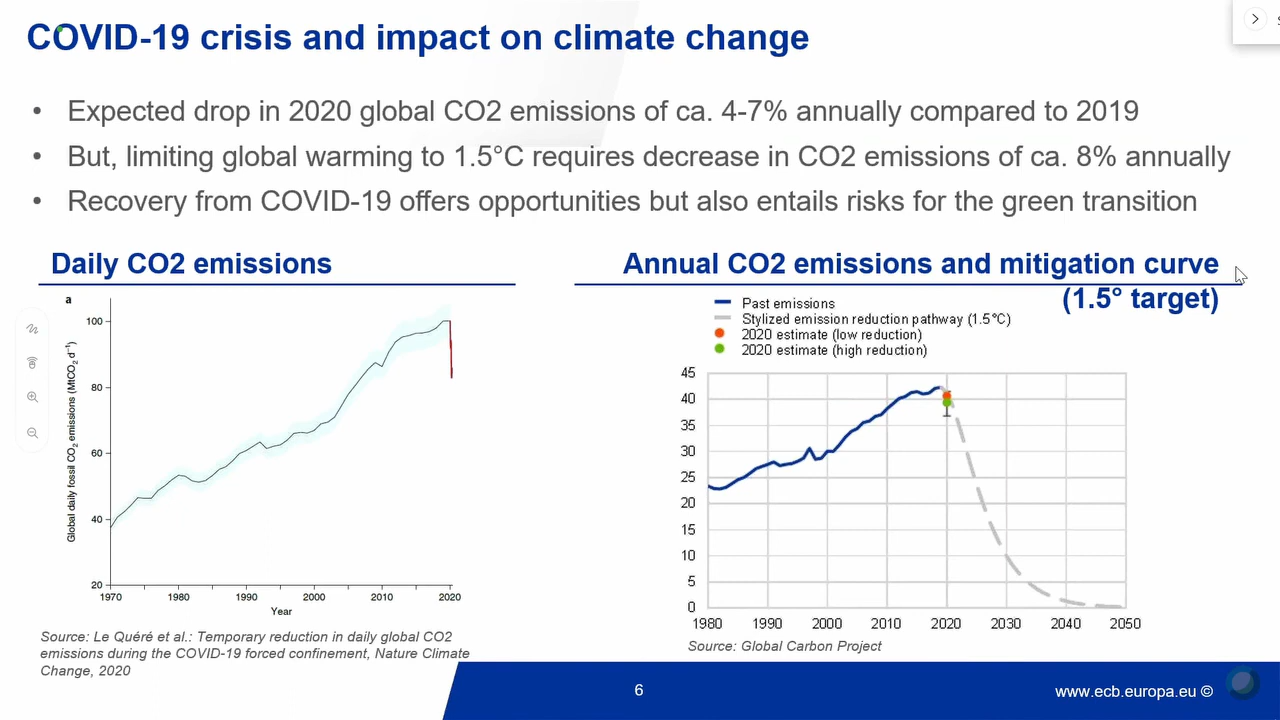 COVID-19 crisis and impact on climate change
• Expected drop in 2020 global CO2 emissions of ca. 4-7% annually compared to 2019
• But, limiting global warming to 1.5°C requires decrease in CO2 emissions of ca. 8% annually
• Recovery from COVID-19 offers opportunities but also entails risks for the green transition
Daily CO2 emissions
a
Global daily fossil CO₂ emissions (MtCO₂ d⁻¹)
100
80
60
40
20
1970 1980 1990 2000 2010 2020
Year
Source: Le Quéré et al.: Temporary reduction in daily global CO2
emissions during the COVID-19 forced confinement, Nature Climate
Change, 2020
Annual CO2 emissions and mitigation curve
(1.5° target)
Past emissions
Stylized emission reduction pathway (1.5°C)
2020 estimate (low reduction)
2020 estimate (high reduction)
45
40
35
30
25
20
15
10
5
0
1980 1990 2000 2010 2020 2030 2040 2050
Source: Global Carbon Project
6
www.ecb.europa.eu ©